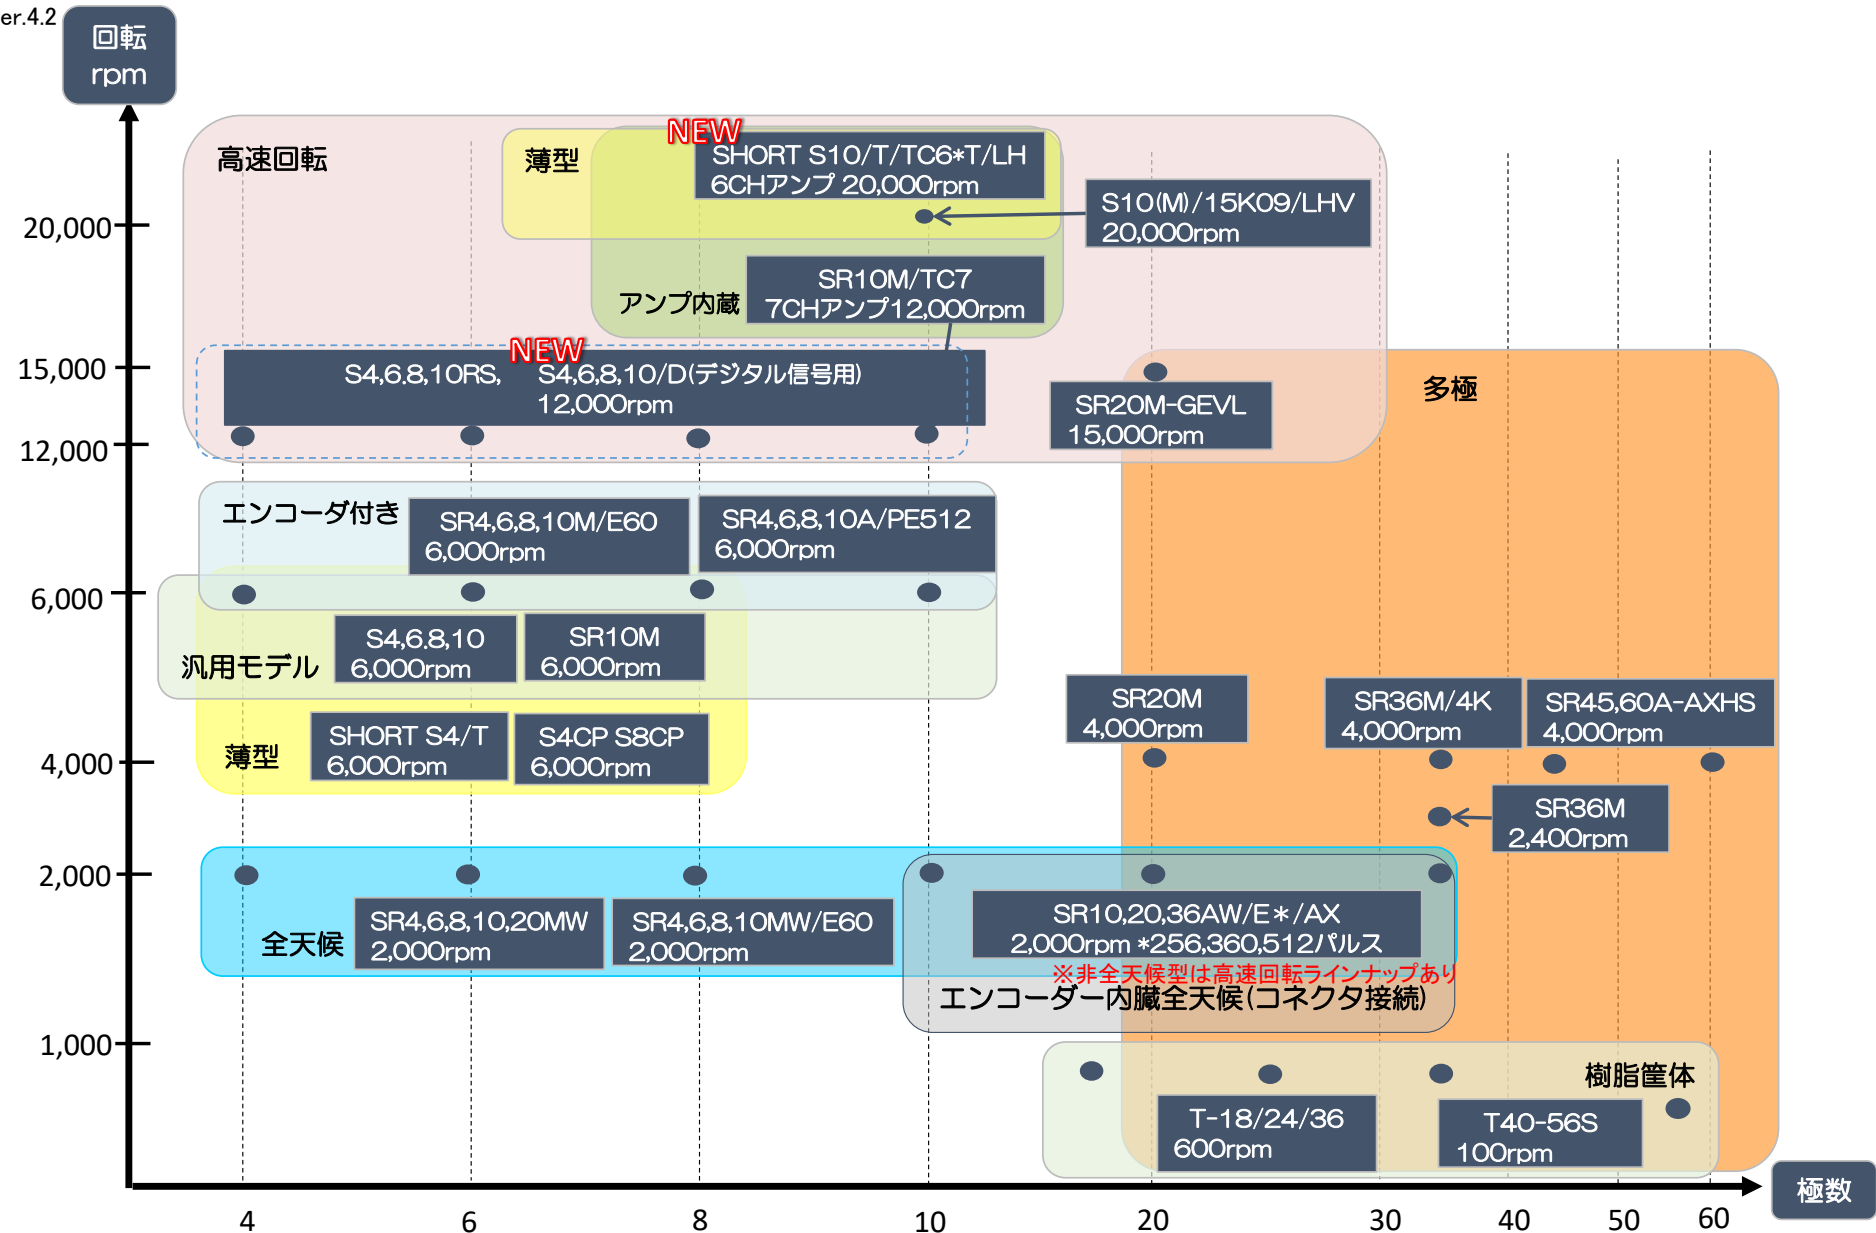 er.4.2
回転
rpm
NEW
高速回転
薄型
SHORT S10/T/TC6*T/LH
6CHアンプ 20,000rpm
S10(M)/15K09/LHV
20,000rpm
20,000
SR10M/TC7
7CHアンプ12,000rpm
アンプ内蔵
NEW
15,000
S4,6.8,10RS, S4,6,8,10/D(デジタル信号用)
12,000rpm
多極
SR20M-GEVL
15,000rpm
12,000
エンコーダ付き
SR4,6,8,10M/E60
6,000rpm
SR4,6,8,10A/PE512
6,000rpm
6,000
S4,6.8,10
6,000rpm
SR10M
6,000rpm
汎用モデル
SR20M
4,000rpm
SR36M/4K
4,000rpm
SR45,60A-AXHS
4,000rpm
SHORT S4/T
6,000rpm
S4CP S8CP
6,000rpm
薄型
4,000
SR36M
2,400rpm
2,000
SR4,6,8,10,20MW
2,000rpm
SR4,6,8,10MW/E60
2,000rpm
SR10,20,36AW/E＊/AX
2,000rpm *256,360,512パルス
全天候
※非全天候型は高速回転ラインナップあり
エンコーダー内臓全天候(コネクタ接続)
1,000
樹脂筐体
T-18/24/36
600rpm
T40-56S
100rpm
極数
4
6
8
10
20
30
40
50
60